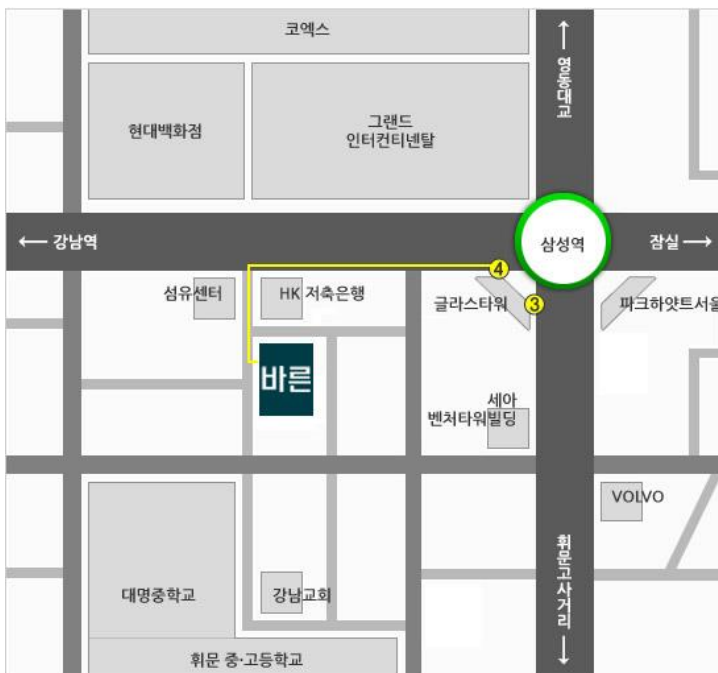 코엑스
↑
영동대교
현대백화점
그랜드
인터컨티넨탈
← 강남역
삼성역
잠실 →
4
섬유센터
HK 저축은행
글라스타워
3
파크하얏트서울
바른
세아
벤처타워빌딩
VOLVO
대명중학교
강남교회
휘문고사거리
↓
휘문 중·고등학교